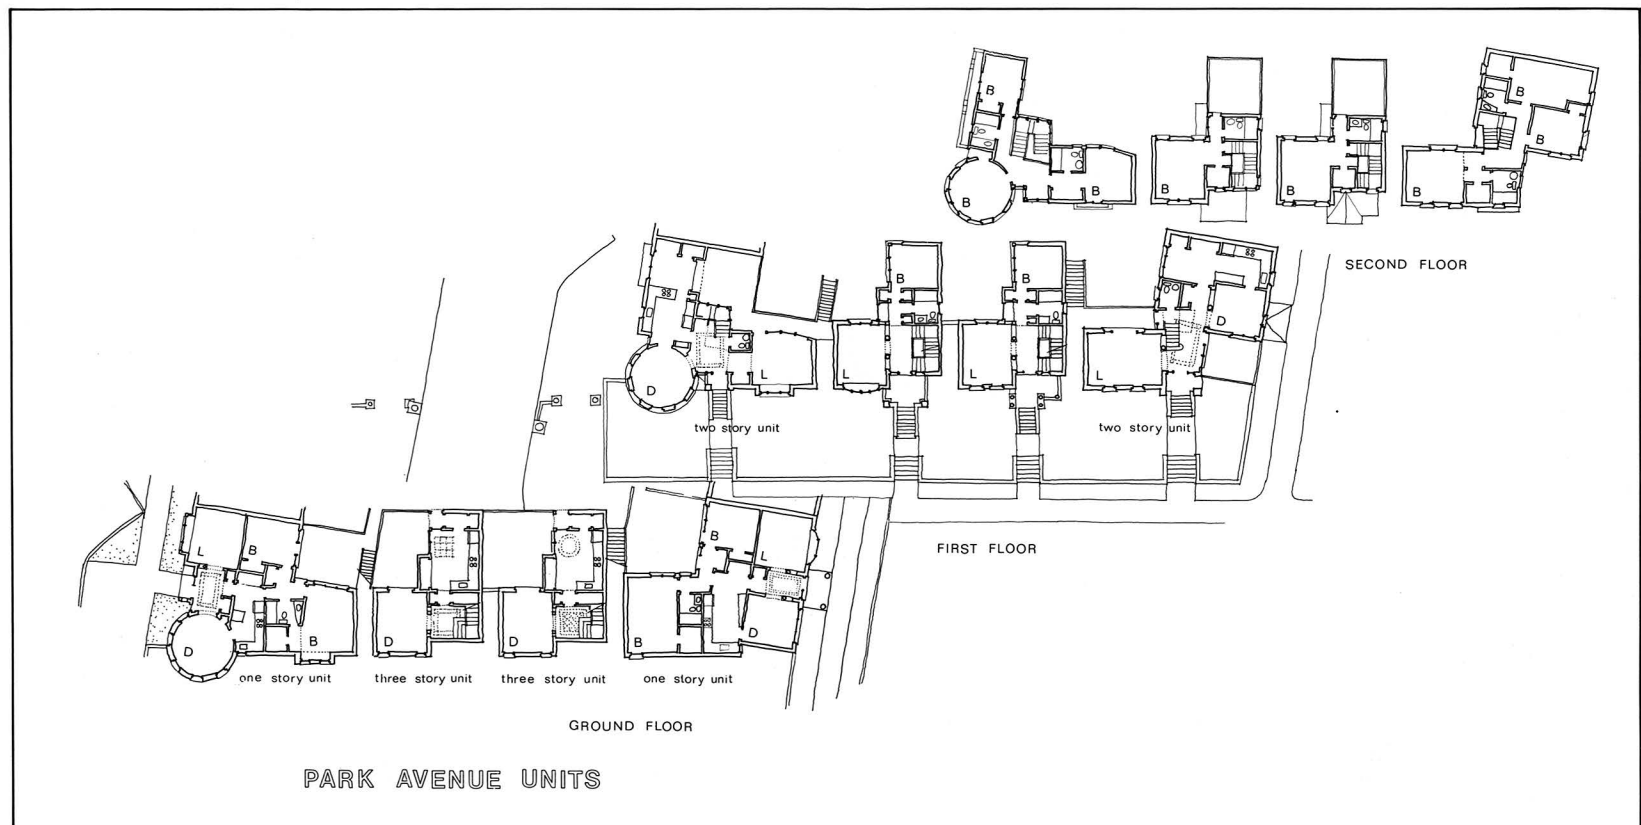 B
B
B
B
B
B
B
B
SECOND FLOOR
B
B
D
L
L
L
L
D
two story unit
two story unit
FIRST FLOOR
L
B
B
L
D
B
D
D
B
D
one story unit
three story unit
three story unit
one story unit
GROUND FLOOR
PARK AVENUE UNITS